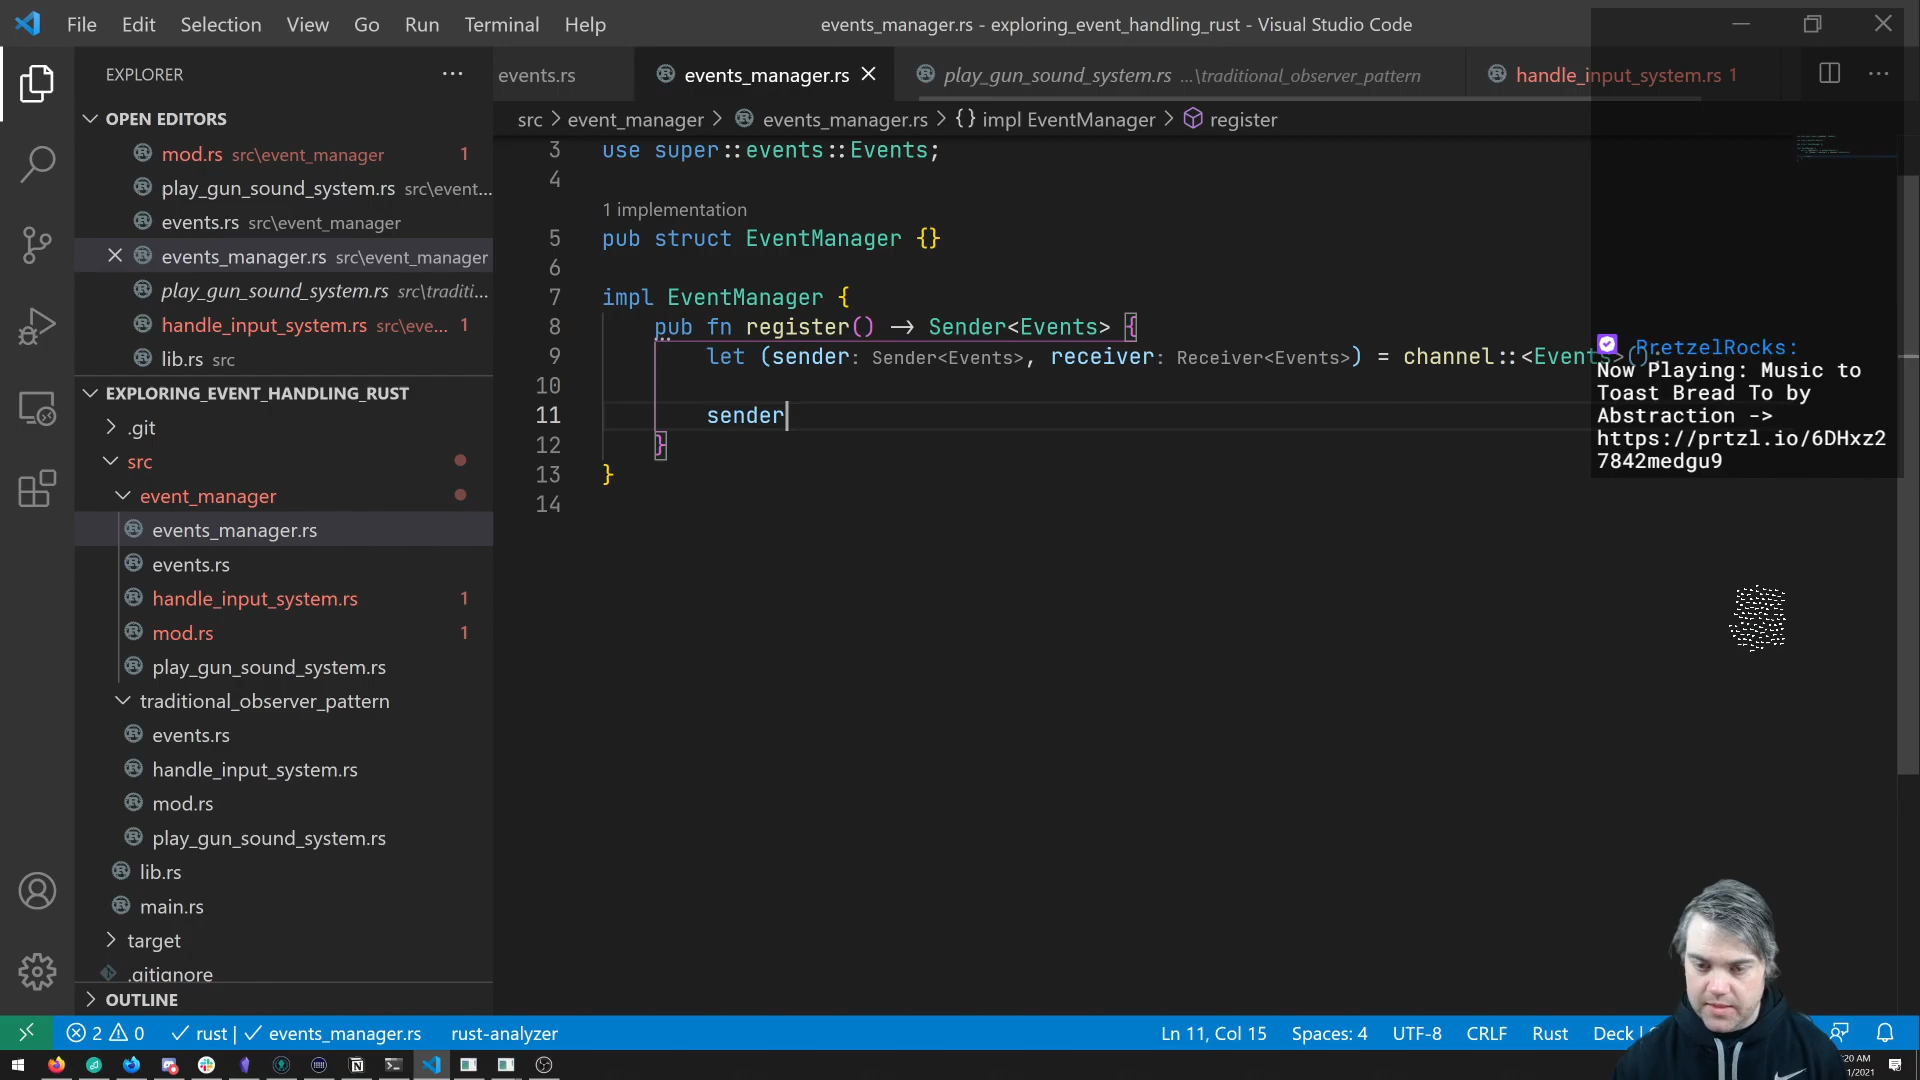 File Edit Selection View Go Run Terminal Help
events_manager.rs - exploring_event_handling_rust - Visual Studio Code
EXPLORER
events.rs
events_manager.rs
play_gun_sound_system.rs ...\traditional_observer_pattern
handle_input_system.rs 1
OPEN EDITORS
src > event_manager > events_manager.rs > {} impl EventManager > register
mod.rs src\event_manager 1
play_gun_sound_system.rs src\event...
events.rs src\event_manager
events_manager.rs src\event_manager
play_gun_sound_system.rs src\traditi...
handle_input_system.rs src\eve... 1
lib.rs src
EXPLORING_EVENT_HANDLING_RUST
.git
src
event_manager
events_manager.rs
events.rs
handle_input_system.rs 1
mod.rs 1
play_gun_sound_system.rs
traditional_observer_pattern
events.rs
handle_input_system.rs
mod.rs
play_gun_sound_system.rs
lib.rs
main.rs
target
.gitignore
OUTLINE
3 use super::events::Events;
4
1 implementation
5 pub struct EventManager {}
6
7 impl EventManager {
8 pub fn register() -> Sender<Events> {
9 let (sender: Sender<Events>, receiver: Receiver<Events>) = channel::<Events>();
10
11 sender
12 }
13 }
14
PretzelRocks:
Now Playing: Music to
Toast Bread To by
Abstraction ->
https://prtzl.io/6DHxz2
7842medgu9
2 0 rust | events_manager.rs rust-analyzer
Ln 11, Col 15 Spaces: 4 UTF-8 CRLF Rust Deck |
:20 AM
/2021